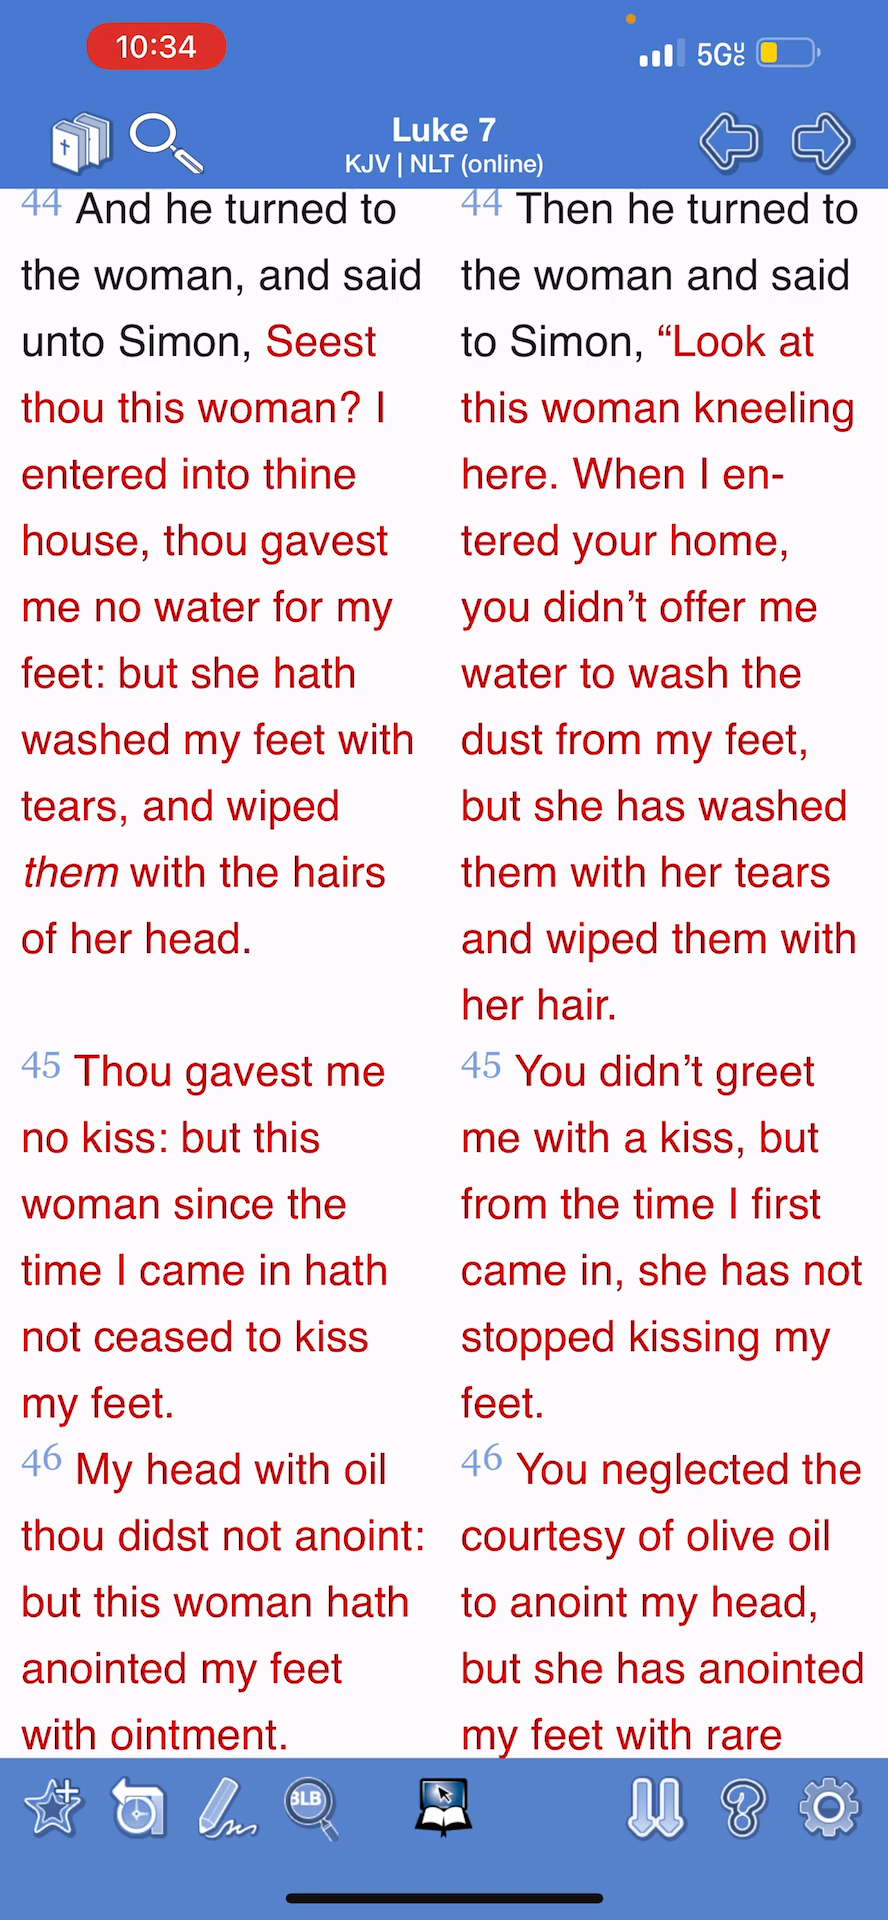 10:34
5G UC
Luke 7
KJV | NLT (online)
44 And he turned to
the woman, and said
unto Simon, Seest
thou this woman? I
entered into thine
house, thou gavest
me no water for my
feet: but she hath
washed my feet with
tears, and wiped
them with the hairs
of her head.
45 Thou gavest me
no kiss: but this
woman since the
time I came in hath
not ceased to kiss
my feet.
46 My head with oil
thou didst not anoint:
but this woman hath
anointed my feet
with ointment.
44 Then he turned to
the woman and said
to Simon, “Look at
this woman kneeling
here. When I en-
tered your home,
you didn’t offer me
water to wash the
dust from my feet,
but she has washed
them with her tears
and wiped them with
her hair.
45 You didn’t greet
me with a kiss, but
from the time I first
came in, she has not
stopped kissing my
feet.
46 You neglected the
courtesy of olive oil
to anoint my head,
but she has anointed
my feet with rare
BLB